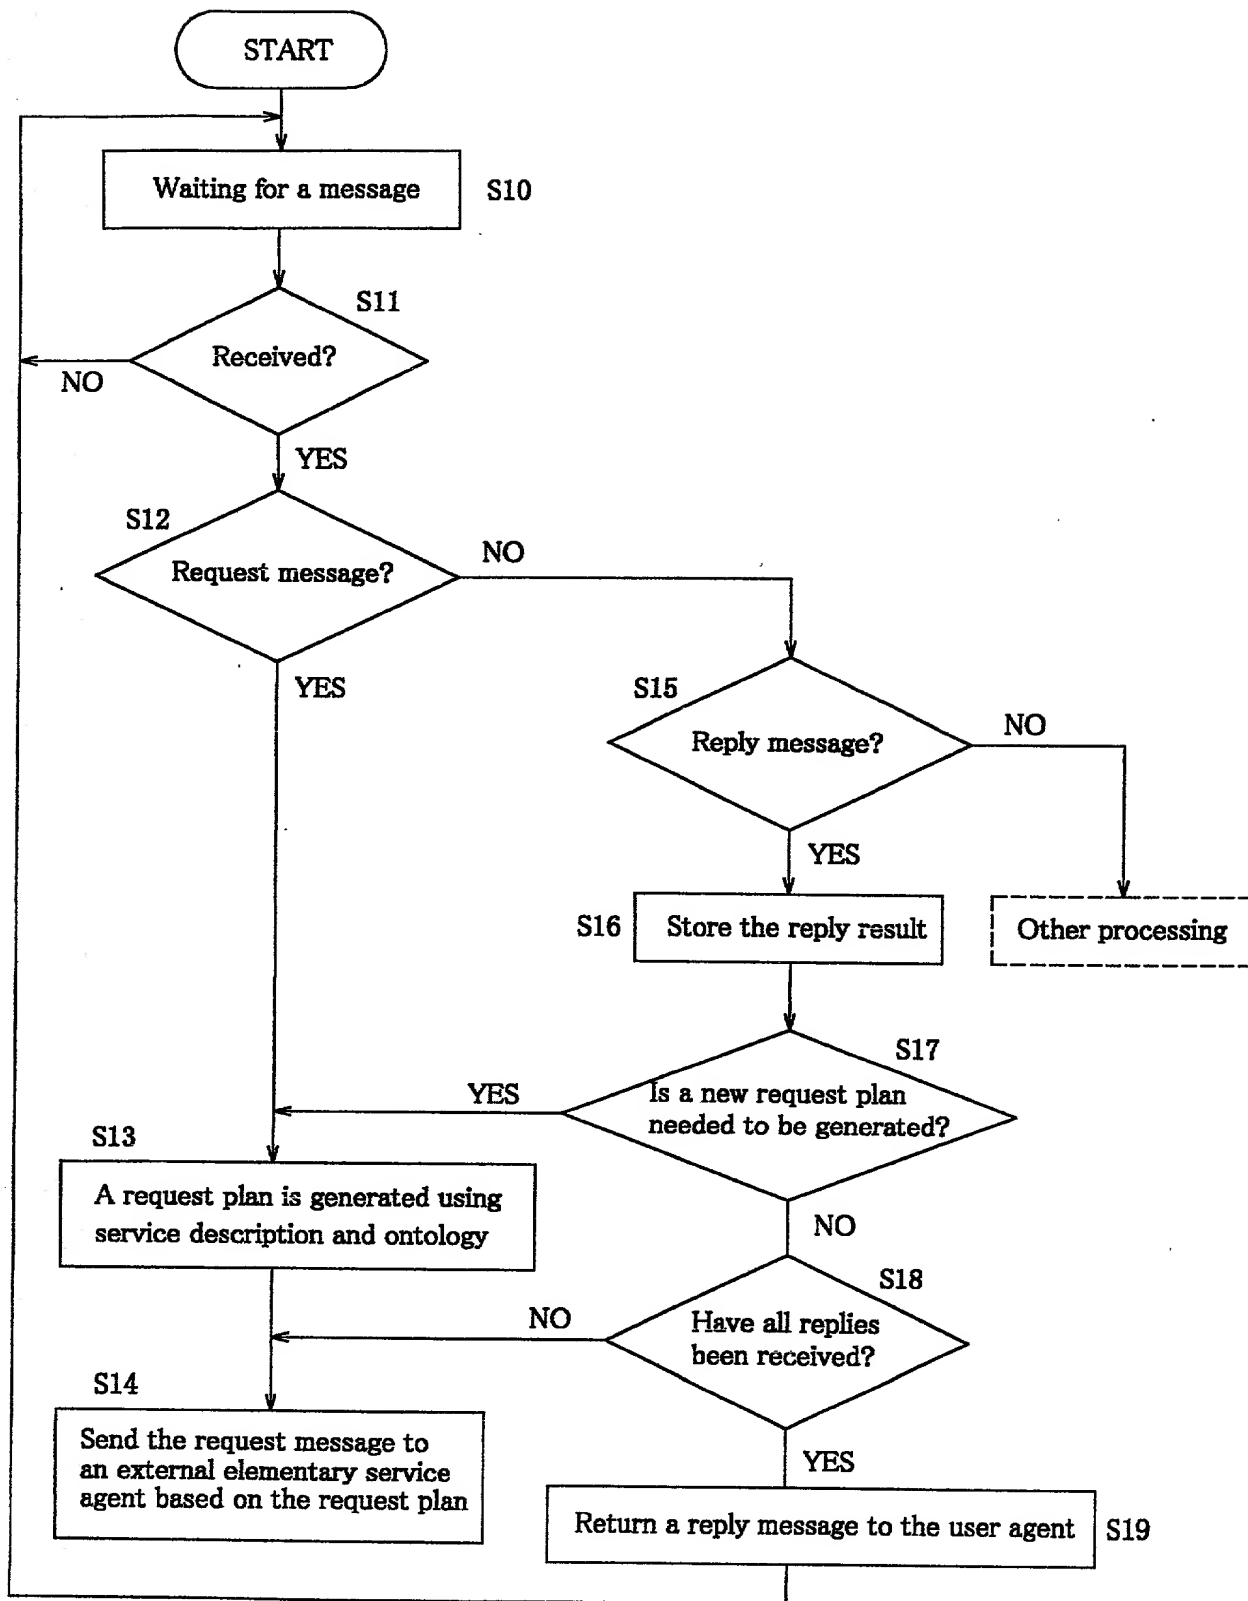 START
Waiting for a message
S10
S11
Received?
NO
YES
S12
Request message?
NO
YES
S15
Reply message?
NO
YES
S16
Store the reply result
Other processing
S17
Is a new request plan
needed to be generated?
YES
NO
S13
A request plan is generated using
service description and ontology
S18
Have all replies
been received?
NO
YES
S14
Send the request message to
an external elementary service
agent based on the request plan
Return a reply message to the user agent
S19